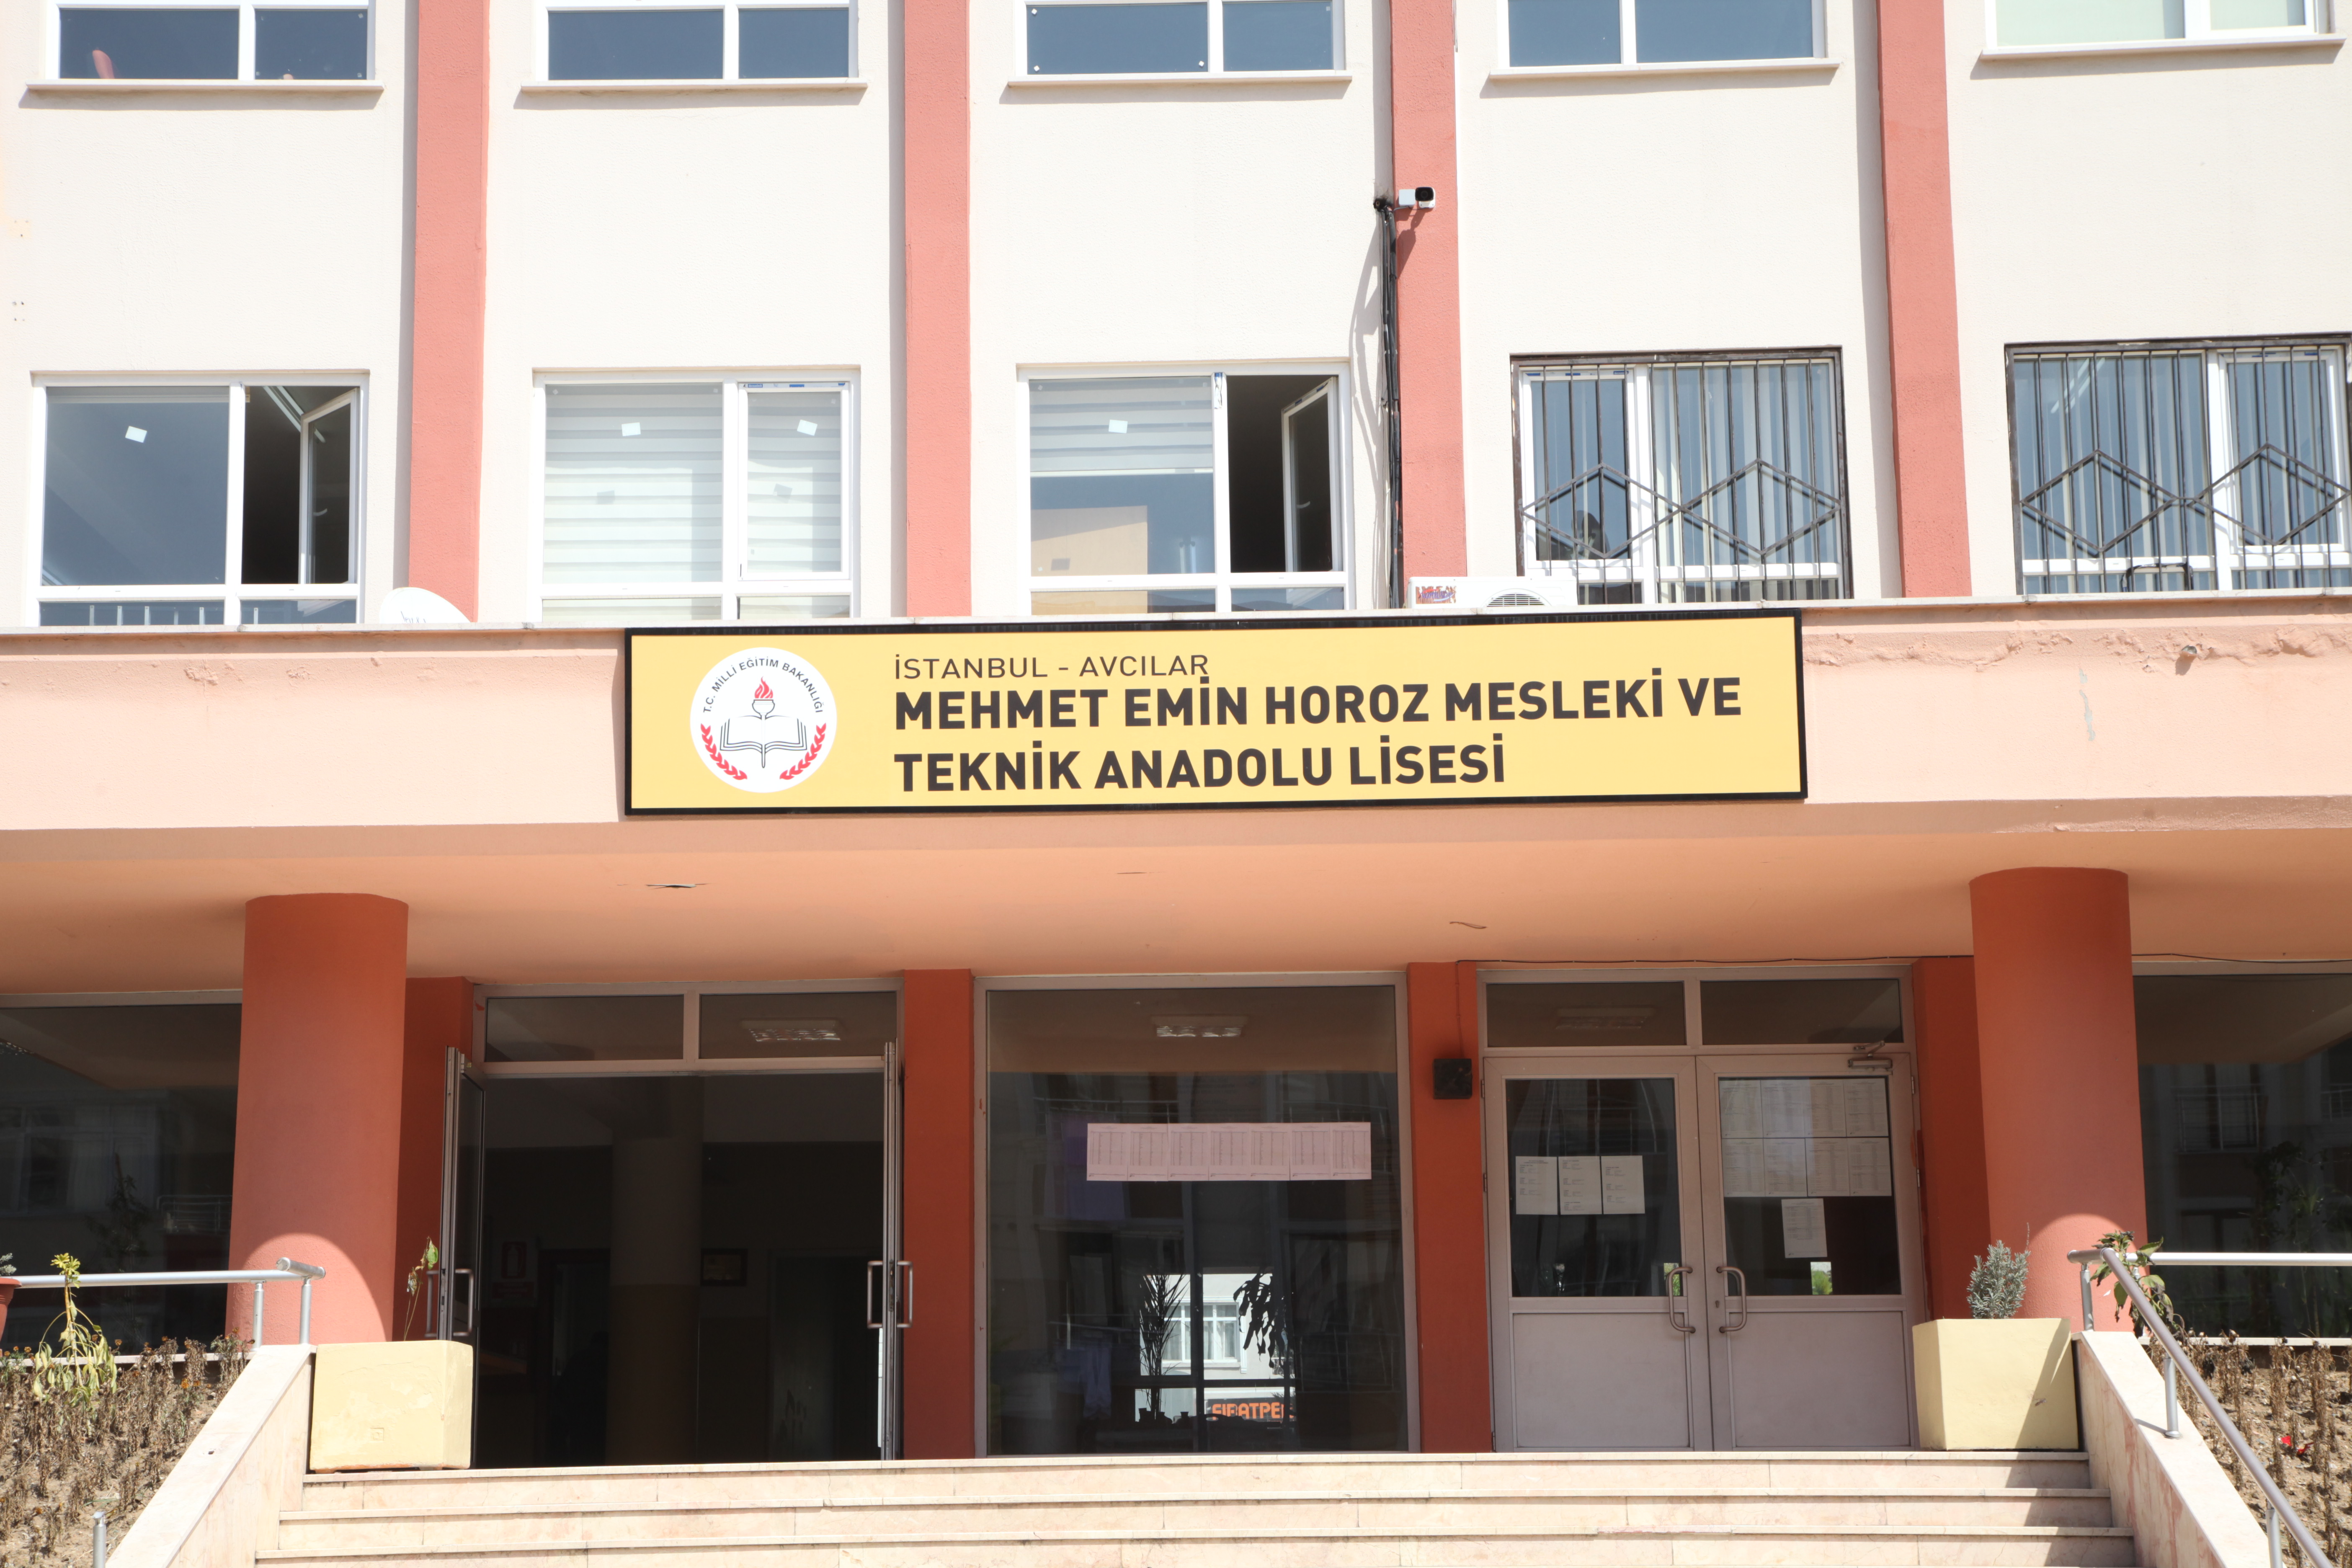 T.C. MİLLİ EĞİTİM BAKANLIĞI
İSTANBUL - AVCILAR
MEHMET EMİN HOROZ MESLEKİ VE
TEKNİK ANADOLU LİSESİ